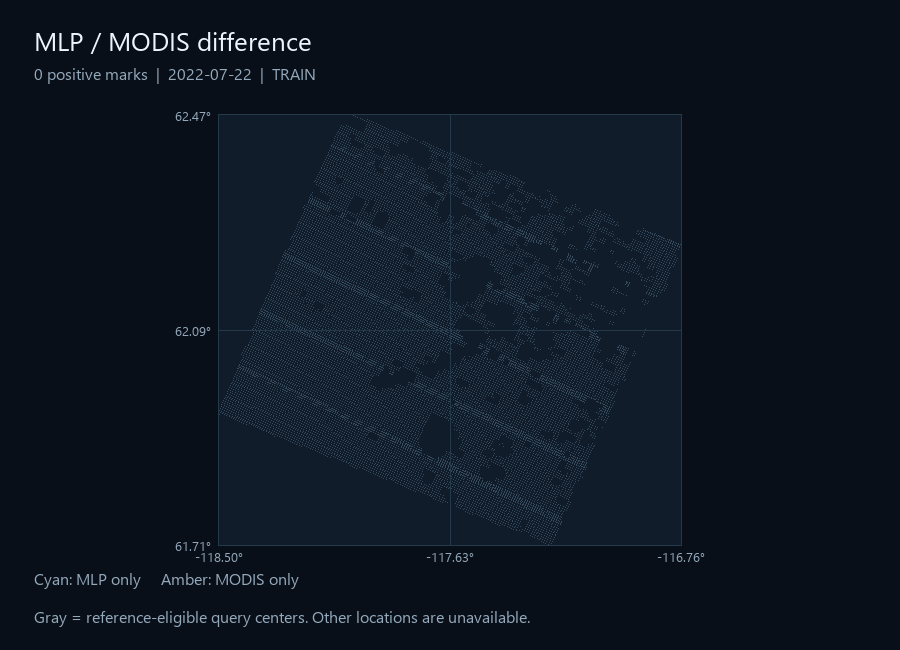 MLP / MODIS difference
0 positive marks | 2022-07-22 | TRAIN
62.47°
62.09°
61.71°
-118.50° -117.63° -116.76°
Cyan: MLP only Amber: MODIS only
Gray = reference-eligible query centers. Other locations are unavailable.